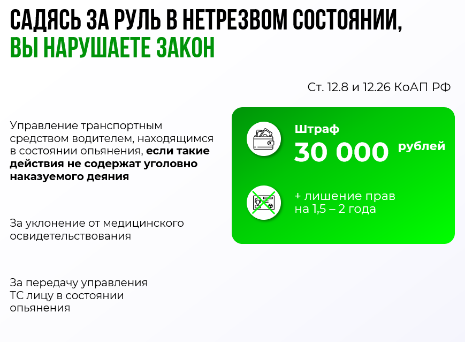 САДЯСЬ ЗА РУЛЬ В НЕТРЕЗВОМ СОСТОЯНИИ,
ВЫ НАРУШАЕТЕ ЗАКОН
Ст. 12.8 и 12.26 КоАП РФ
Управление транспортным
средством водителем, находящимся
в состоянии опьянения, если такие
действия не содержат уголовно
наказуемого деяния
За уклонение от медицинского
освидетельствования
За передачу управления
ТС лицу в состоянии
опьянения
Штраф
30 000 рублей
+ лишение прав
на 1,5 – 2 года